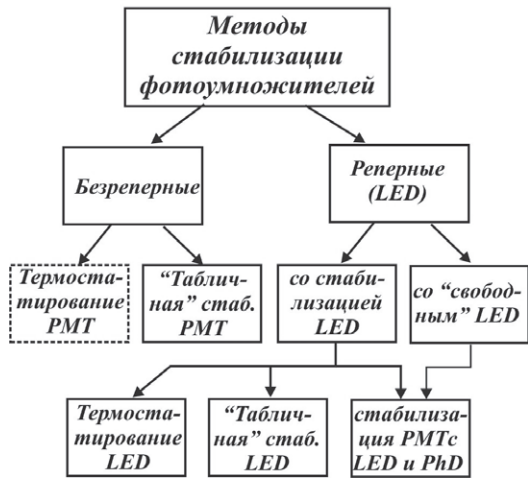 Методы
стабилизации
фотоумножителей
Безреперные
Реперные
(LED)
Термоста-
тирование
PMT
“Таблич-
ная” стаб.
PMT
со стаби-
лизацией
LED
со “свобод-
ным” LED
Термоста-
тирование
LED
“Таблич-
ная” стаб.
LED
стабилиза-
ция PMTс
LED и PhD